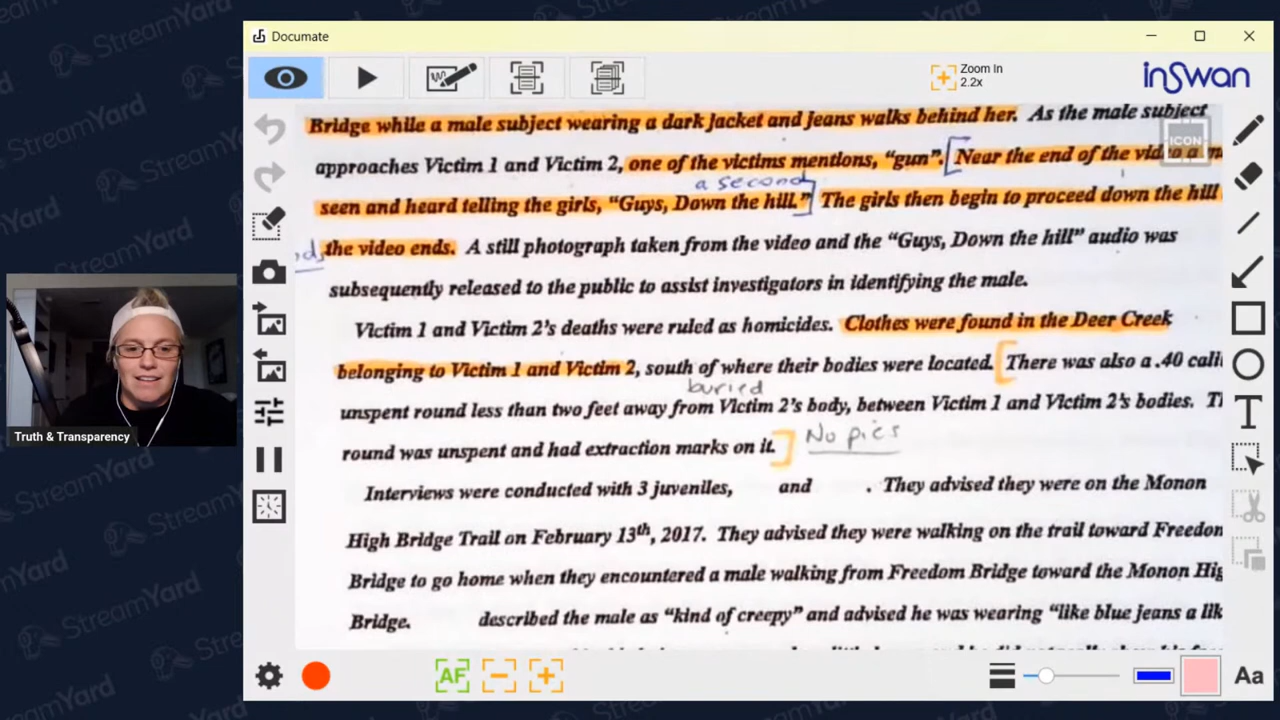 Documate
Zoom In
2.2x
inSwan
Bridge while a male subject wearing a dark jacket and jeans walks behind her. As the male subject
ICON
approaches Victim 1 and Victim 2, one of the victims mentions, "gun". Near the end of the video a m
a second
seen and heard telling the girls, "Guys, Down the hill." The girls then begin to proceed down the hill
the video ends. A still photograph taken from the video and the "Guys, Down the hill" audio was
subsequently released to the public to assist investigators in identifying the male.
Victim 1 and Victim 2's deaths were ruled as homicides. Clothes were found in the Deer Creek
belonging to Victim 1 and Victim 2, south of where their bodies were located. There was also a .40 cali
buried
unspent round less than two feet away from Victim 2's body, between Victim 1 and Victim 2's bodies. T
round was unspent and had extraction marks on it. No pics
Interviews were conducted with 3 juveniles, and . They advised they were on the Monon
High Bridge Trail on February 13th, 2017. They advised they were walking on the trail toward Freedom
Bridge to go home when they encountered a male walking from Freedom Bridge toward the Monon Hig
Bridge. described the male as "kind of creepy" and advised he was wearing "like blue jeans a lik
Truth & Transparency
AF
T
Aa
StreamYard